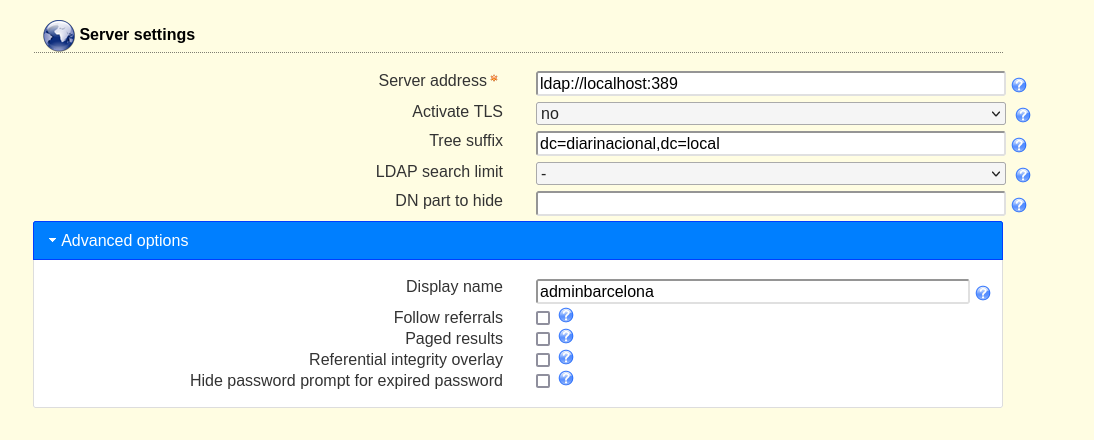 Server settings
Server address* ldap://localhost:389
Activate TLS no
Tree suffix dc=diarinacional,dc=local
LDAP search limit -
DN part to hide
Advanced options
Display name adminbarcelona
Follow referrals
Paged results
Referential integrity overlay
Hide password prompt for expired password